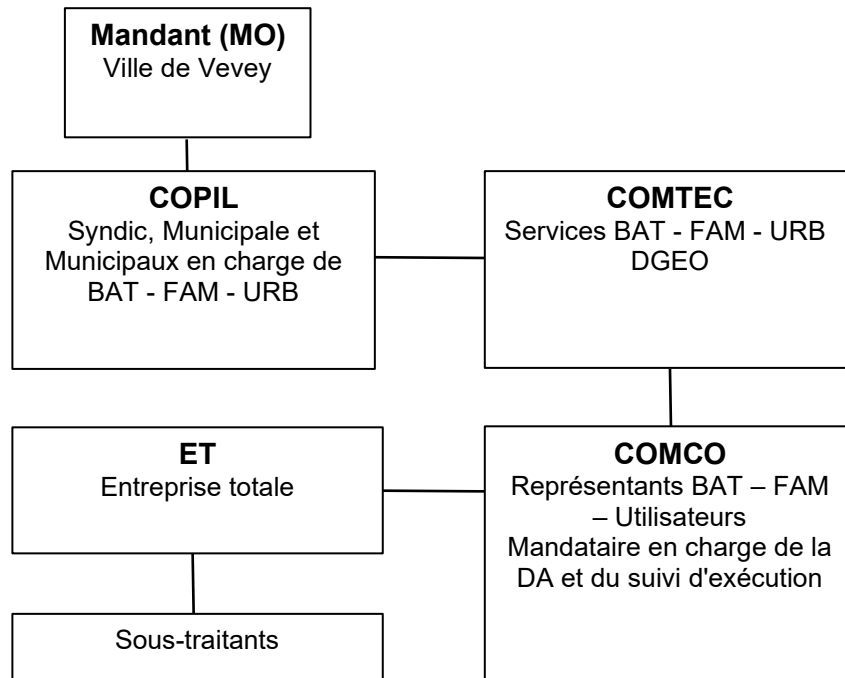 Mandant (MO)
Ville de Vevey
COPIL
Syndic, Municipale et
Municipaux en charge de
BAT - FAM - URB
COMTEC
Services BAT - FAM - URB
DGEO
ET
Entreprise totale
COMCO
Représentants BAT – FAM
– Utilisateurs
Mandataire en charge de la
DA et du suivi d'exécution
Sous-traitants